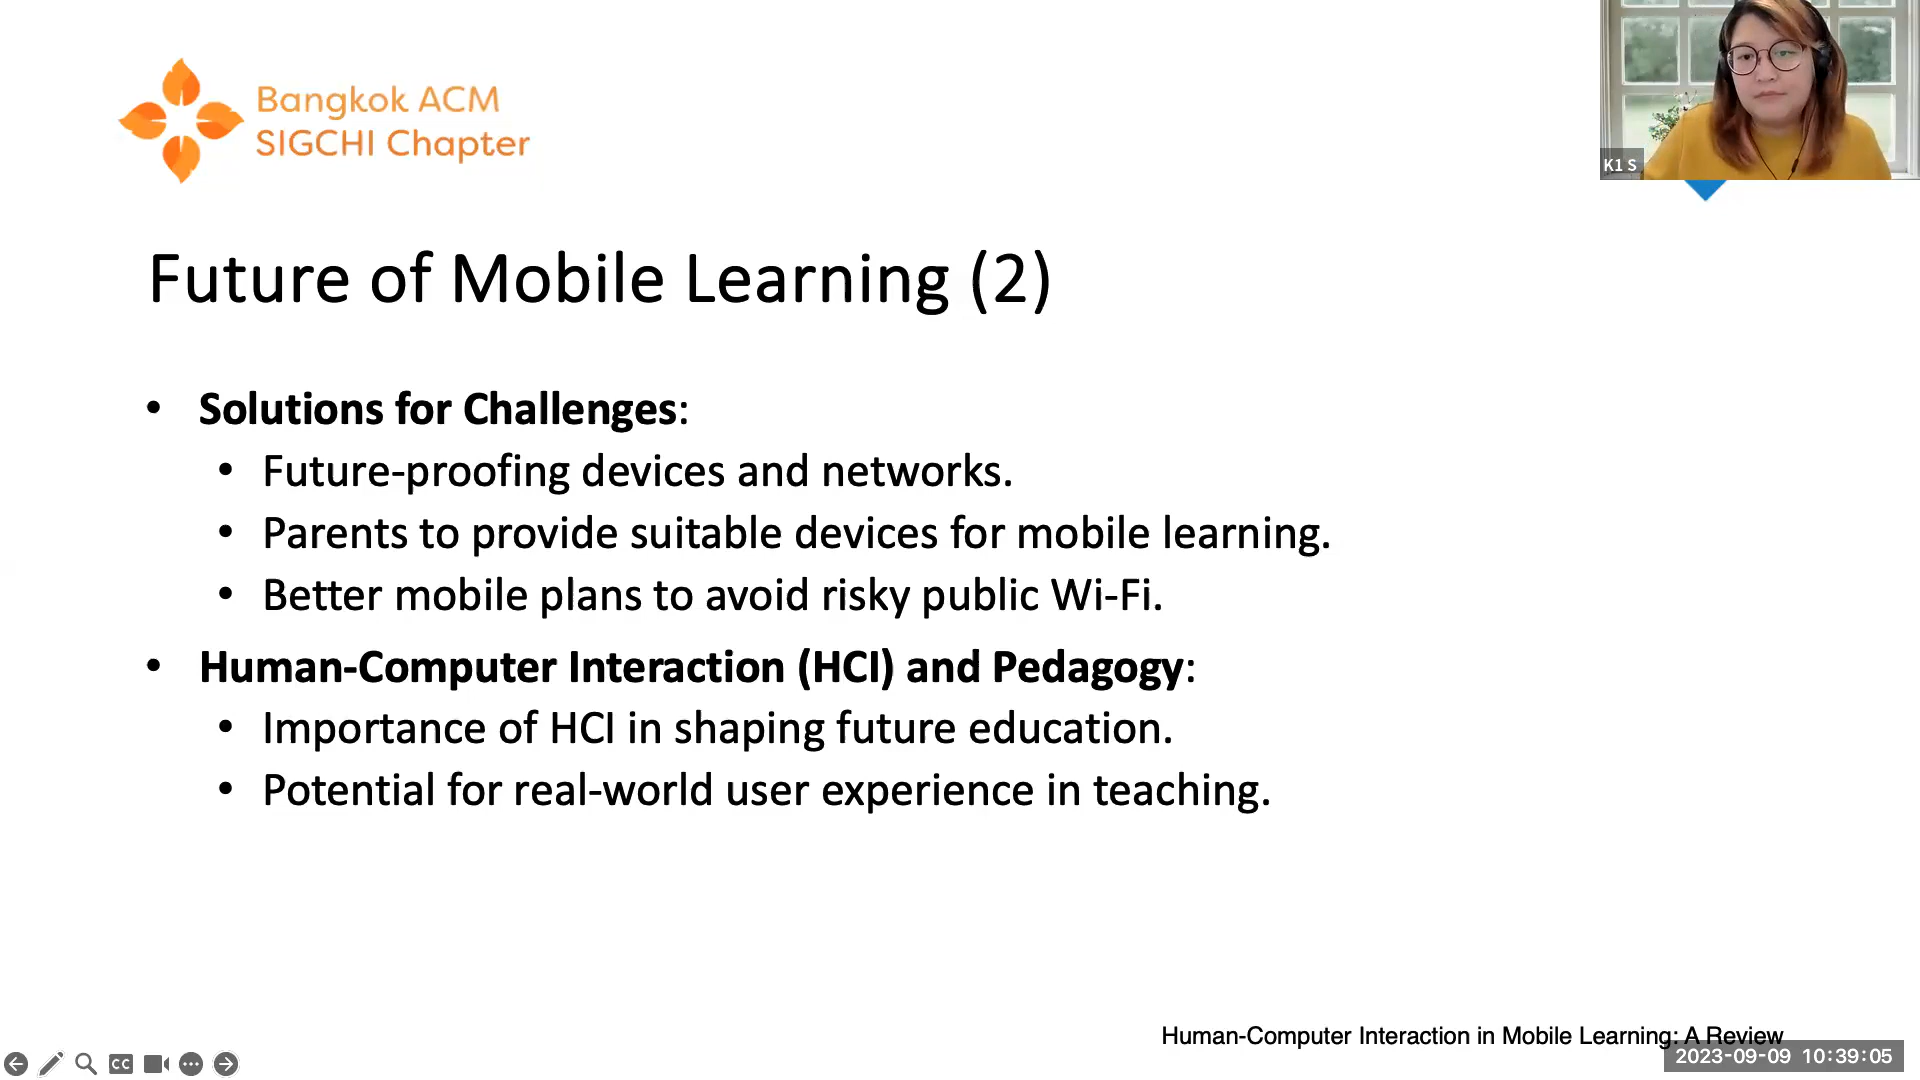 Bangkok ACM
SIGCHI Chapter
K1 S
Future of Mobile Learning (2)
• Solutions for Challenges:
• Future-proofing devices and networks.
• Parents to provide suitable devices for mobile learning.
• Better mobile plans to avoid risky public Wi-Fi.
• Human-Computer Interaction (HCI) and Pedagogy:
• Importance of HCI in shaping future education.
• Potential for real-world user experience in teaching.
Human-Computer Interaction in Mobile Learning: A Review
CC
2023-09-09 10:39:05